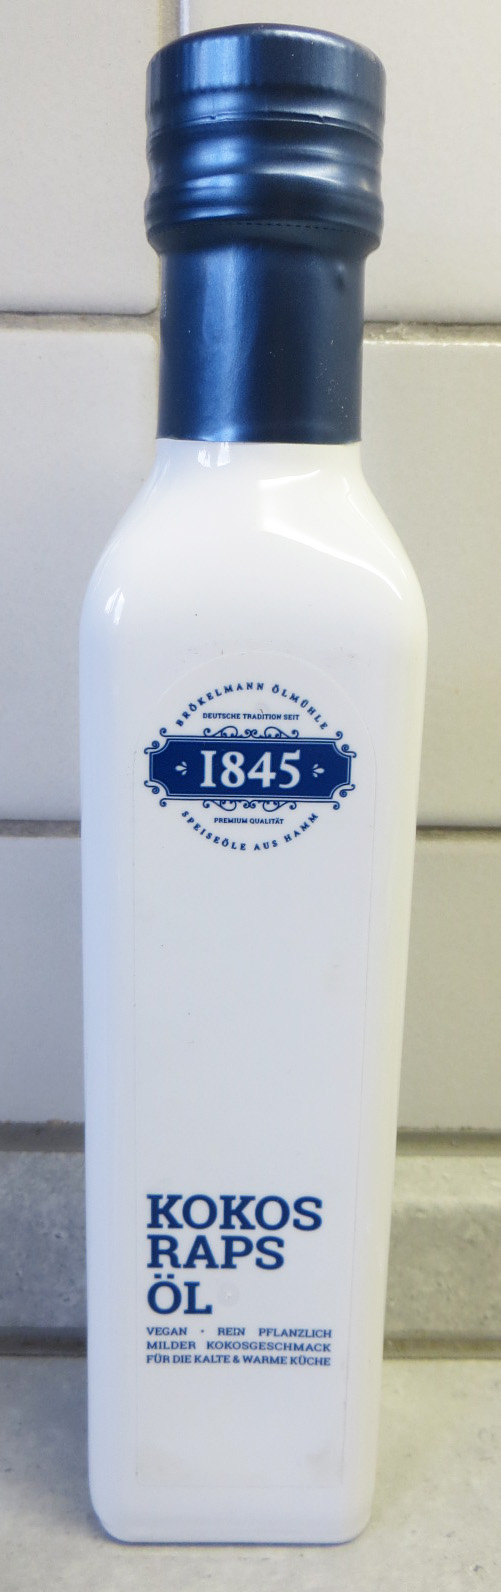 BRÖKELMANN ÖLMÜHLE
DEUTSCHE TRADITION SEIT
1845
PREMIUM QUALITÄT
SPEISEÖLE AUS HAMM
KOKOS
RAPS
ÖL
VEGAN · REIN PFLANZLICH
MILDER KOKOSGESCHMACK
FÜR DIE KALTE & WARME KÜCHE